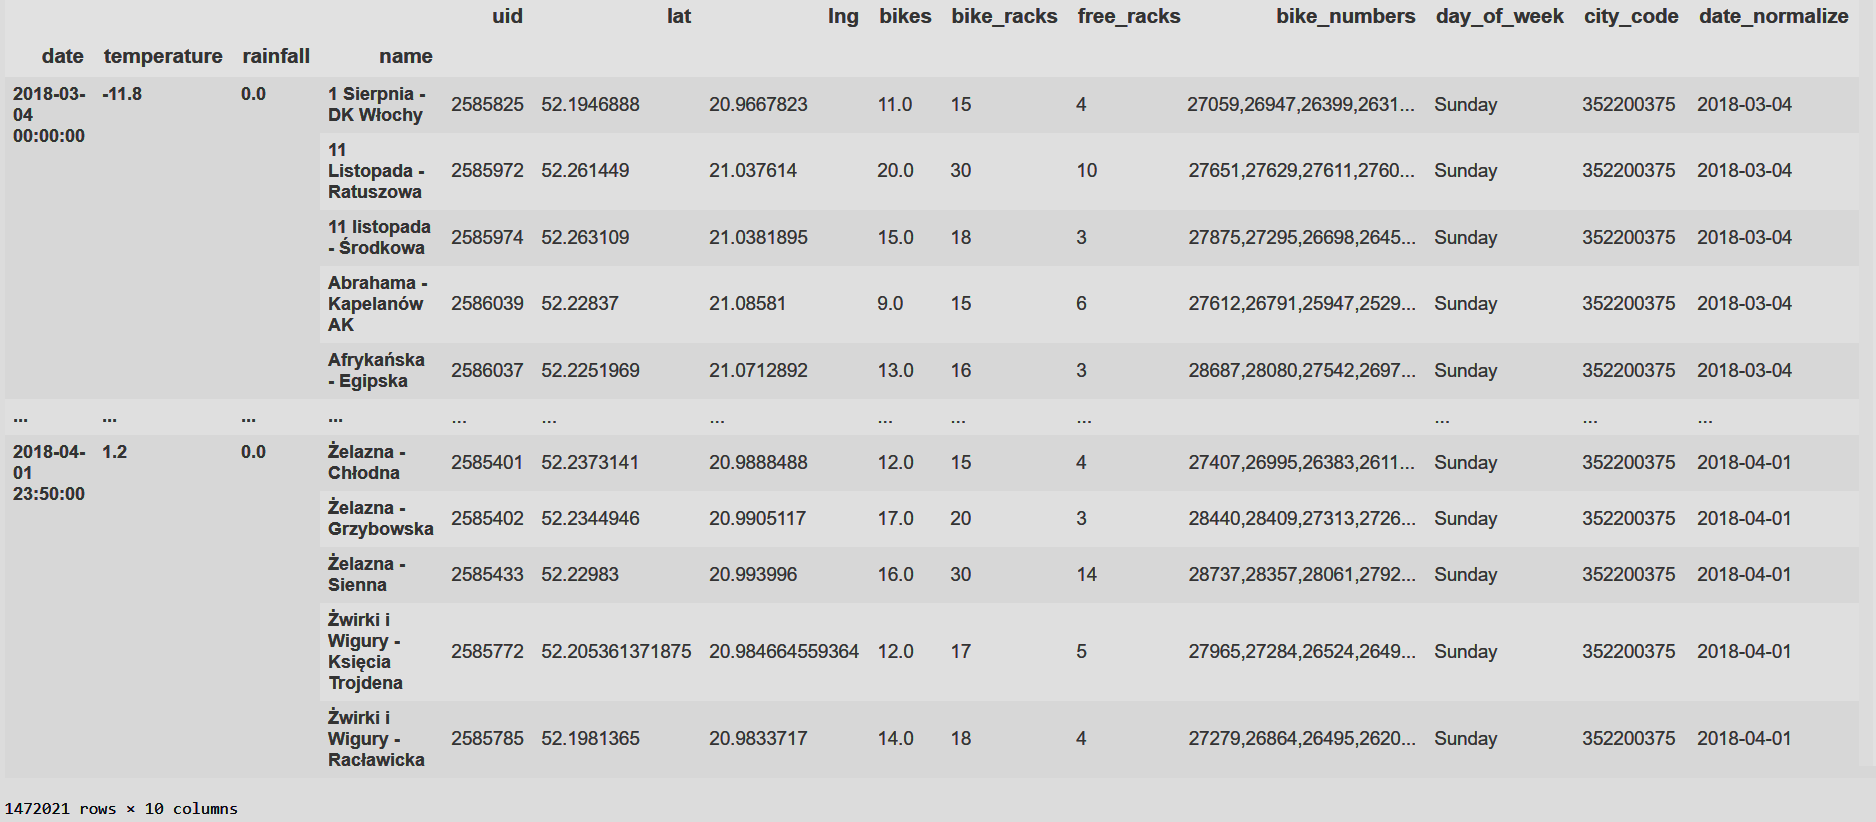 uid lat lng bikes bike_racks free_racks bike_numbers day_of_week city_code date_normalize
date temperature rainfall name
2018-03-04 00:00:00 -11.8 0.0 1 Sierpnia - DK Włochy 2585825 52.1946888 20.9667823 11.0 15 4 27059,26947,26399,2631... Sunday 352200375 2018-03-04
11 Listopada - Ratuszowa 2585972 52.261449 21.037614 20.0 30 10 27651,27629,27611,2760... Sunday 352200375 2018-03-04
11 listopada - Środkowa 2585974 52.263109 21.0381895 15.0 18 3 27875,27295,26698,2645... Sunday 352200375 2018-03-04
Abrahama - Kapelanów AK 2586039 52.22837 21.08581 9.0 15 6 27612,26791,25947,2529... Sunday 352200375 2018-03-04
Afrykańska - Egipska 2586037 52.2251969 21.0712892 13.0 16 3 28687,28080,27542,2697... Sunday 352200375 2018-03-04
... ... ... ... ... ... ... ... ... ... ... ... ...
2018-04-01 23:50:00 1.2 0.0 Żelazna - Chłodna 2585401 52.2373141 20.9888488 12.0 15 4 27407,26995,26383,2611... Sunday 352200375 2018-04-01
Żelazna - Grzybowska 2585402 52.2344946 20.9905117 17.0 20 3 28440,28409,27313,2726... Sunday 352200375 2018-04-01
Żelazna - Sienna 2585433 52.22983 20.993996 16.0 30 14 28737,28357,28061,2792... Sunday 352200375 2018-04-01
Żwirki i Wigury - Księcia Trojdena 2585772 52.205361371875 20.984664559364 12.0 17 5 27965,27284,26524,2649... Sunday 352200375 2018-04-01
Żwirki i Wigury - Racławicka 2585785 52.1981365 20.9833717 14.0 18 4 27279,26864,26495,2620... Sunday 352200375 2018-04-01
1472021 rows × 10 columns